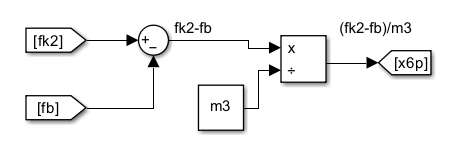 [fk2]
+
−
fk2-fb
[fb]
m3
x
÷
(fk2-fb)/m3
[x6p]